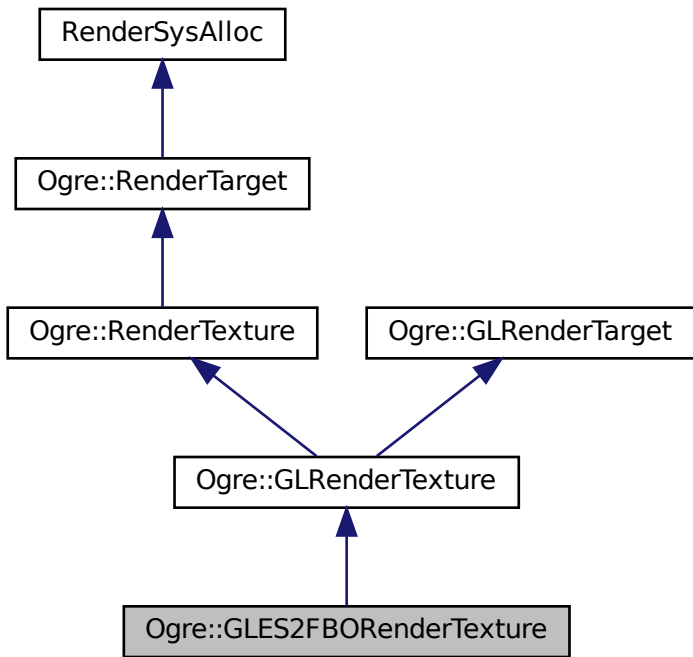 RenderSysAlloc
Ogre::RenderTarget
Ogre::RenderTexture
Ogre::GLRenderTarget
Ogre::GLRenderTexture
Ogre::GLES2FBORenderTexture